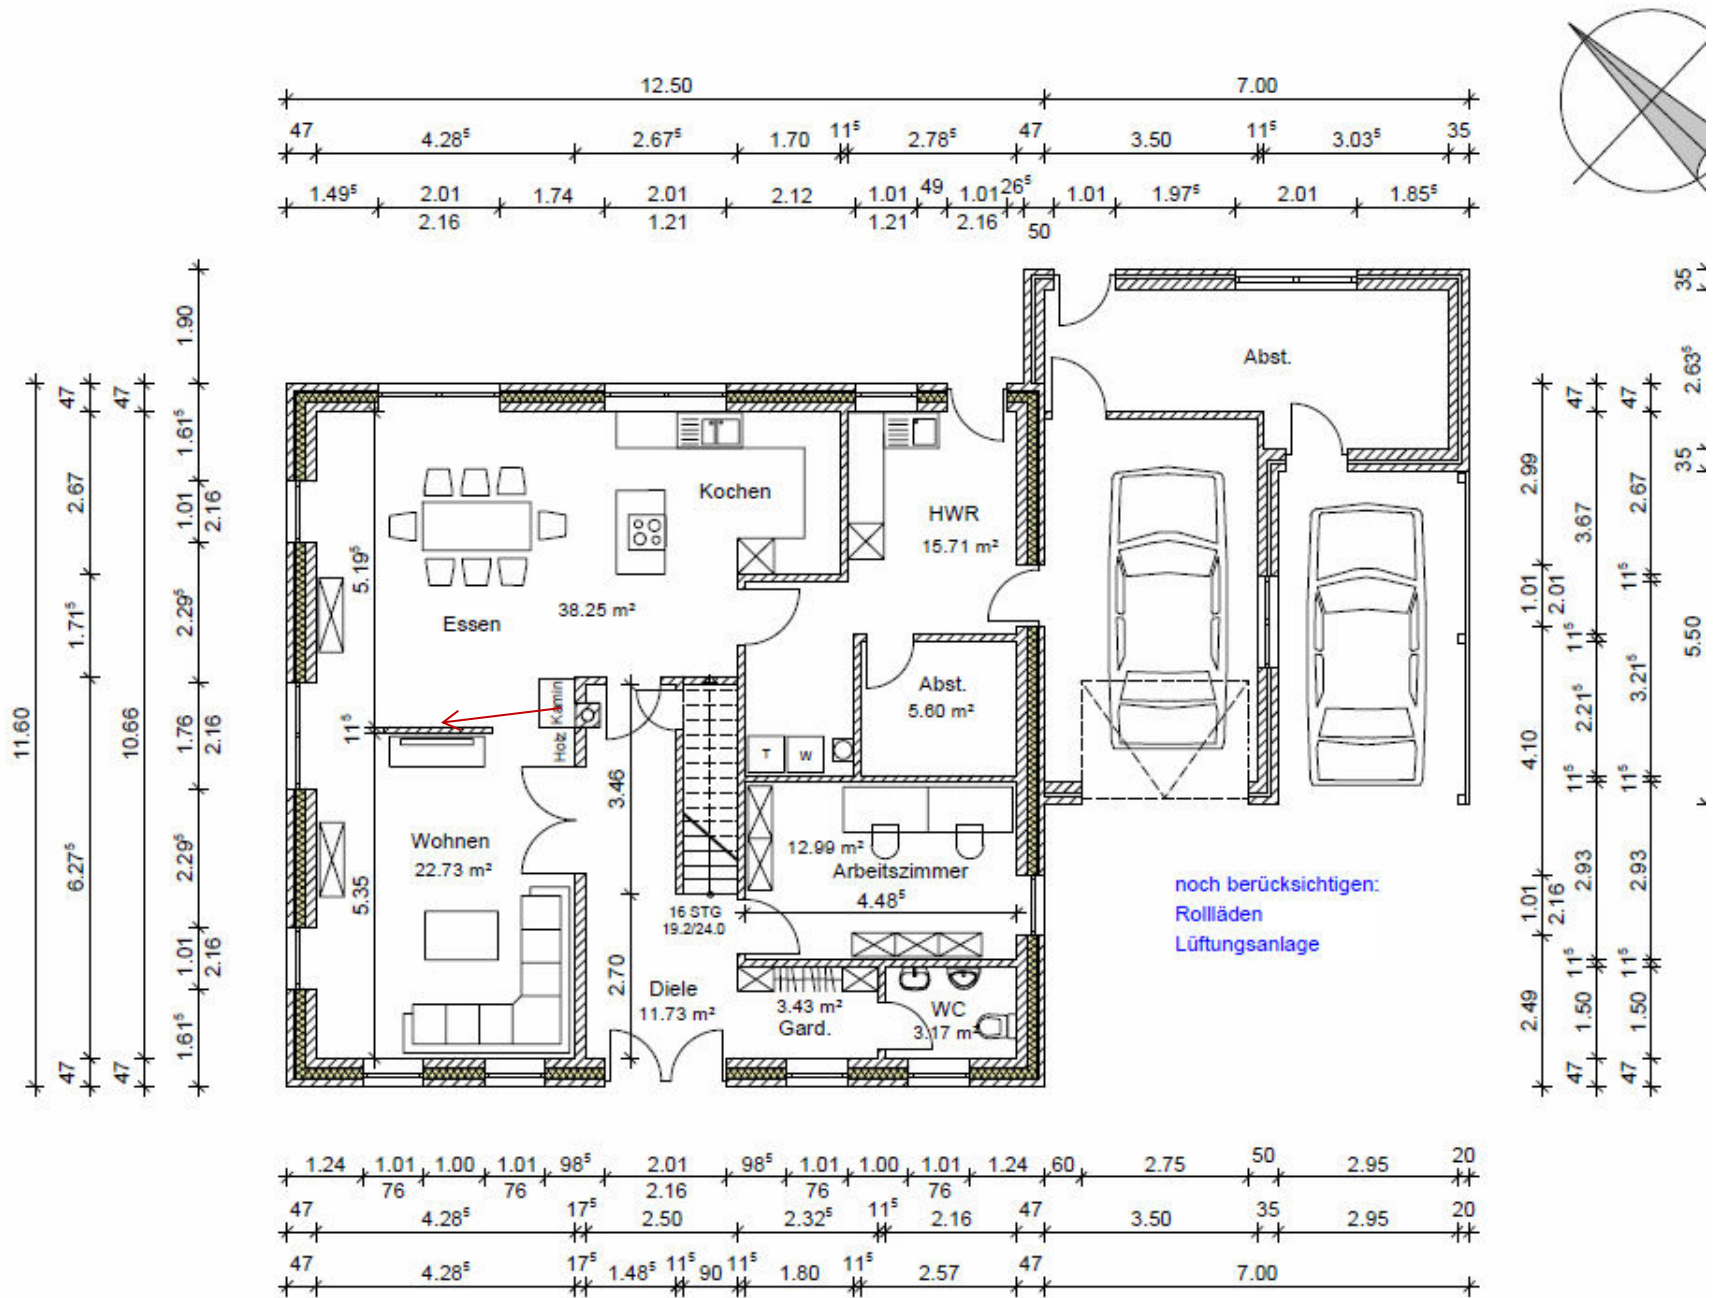 12.50 7.00
47 4.28⁵ 2.67⁵ 1.70 11⁵ 2.78⁵ 47 3.50 11⁵ 3.03⁵ 35
1.49⁵ 2.01 1.74 2.01 2.12 1.01 49 1.01 26⁵ 1.01 1.97⁵ 2.01 1.85⁵
2.16 1.21 1.21 2.16 50
11.60
47 2.67 1.71⁵ 6.27⁵ 47
47 10.66 47
1.90 1.61⁵ 1.01 2.29⁵ 1.76 2.29⁵ 1.01 1.61⁵
2.16 2.16 2.16
5.19⁵
11⁵
5.35
Kochen
HWR
15.71 m²
Abst.
Essen
38.25 m²
Abst.
5.60 m²
Kamin
Holz
T W
3.46
Wohnen
22.73 m²
12.99 m²
Arbeitszimmer
4.48⁵
16 STG
19.2/24.0
2.70
Diele
11.73 m²
3.43 m²
Gard.
WC
3.17 m²
noch berücksichtigen:
Rollläden
Lüftungsanlage
2.99 1.01 4.10 1.01 2.49
2.01 2.16
47 3.67 11⁵ 2.21⁵ 11⁵ 2.93 11⁵ 1.50 47
47 2.67 11⁵ 3.21⁵ 11⁵ 2.93 11⁵ 1.50 47
35 2.63⁵ 35 5.50
1.24 1.01 1.00 1.01 98⁵ 2.01 98⁵ 1.01 1.00 1.01 1.24 60 2.75 50 2.95 20
76 76 2.16 76 76
47 4.28⁵ 17⁵ 2.50 2.32⁵ 11⁵ 2.16 47 3.50 35 2.95 20
47 4.28⁵ 17⁵ 1.48⁵ 11⁵ 90 11⁵ 1.80 11⁵ 2.57 47 7.00